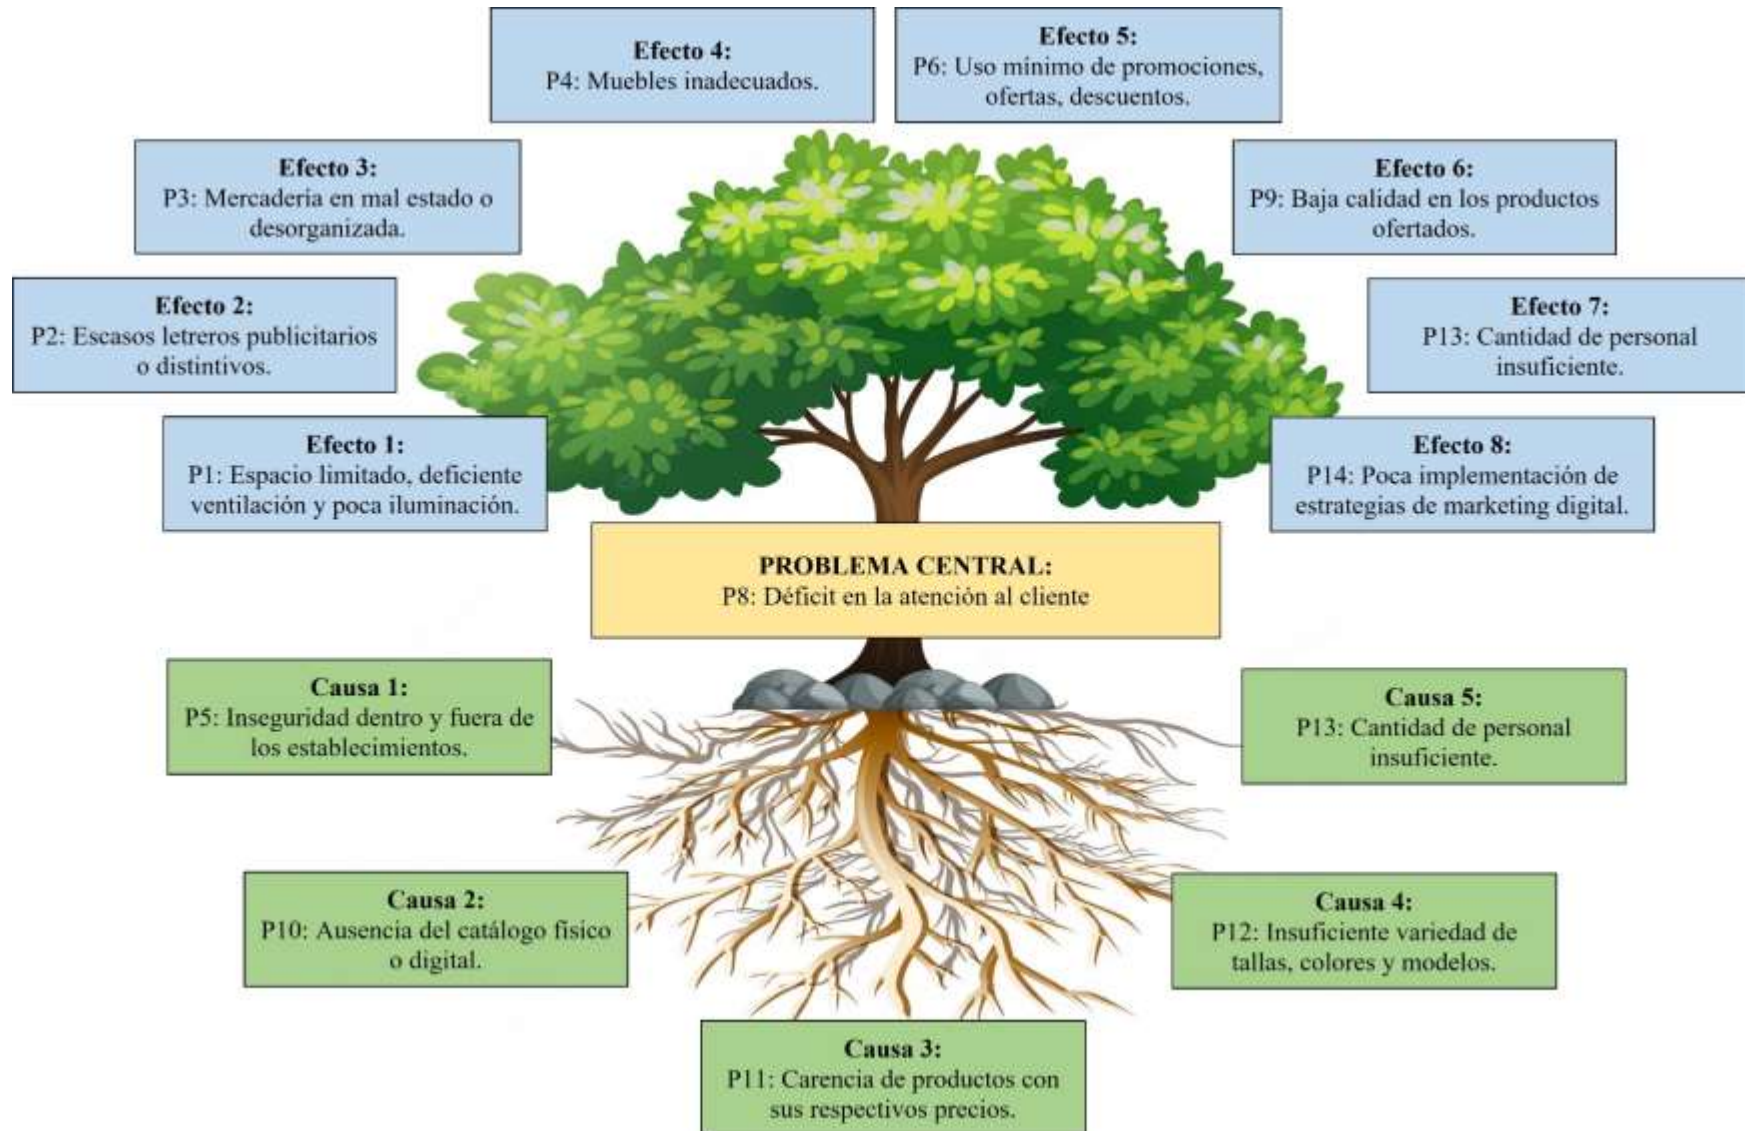 Efecto 4:
P4: Muebles inadecuados.
Efecto 5:
P6: Uso mínimo de promociones,
ofertas, descuentos.
Efecto 3:
P3: Mercadería en mal estado o
desorganizada.
Efecto 6:
P9: Baja calidad en los productos
ofertados.
Efecto 2:
P2: Escasos letreros publicitarios
o distintivos.
Efecto 7:
P13: Cantidad de personal
insuficiente.
Efecto 1:
P1: Espacio limitado, deficiente
ventilación y poca iluminación.
Efecto 8:
P14: Poca implementación de
estrategias de marketing digital.
PROBLEMA CENTRAL:
P8: Déficit en la atención al cliente
Causa 1:
P5: Inseguridad dentro y fuera de
los establecimientos.
Causa 5:
P13: Cantidad de personal
insuficiente.
Causa 2:
P10: Ausencia del catálogo físico
o digital.
Causa 4:
P12: Insuficiente variedad de
tallas, colores y modelos.
Causa 3:
P11: Carencia de productos con
sus respectivos precios.